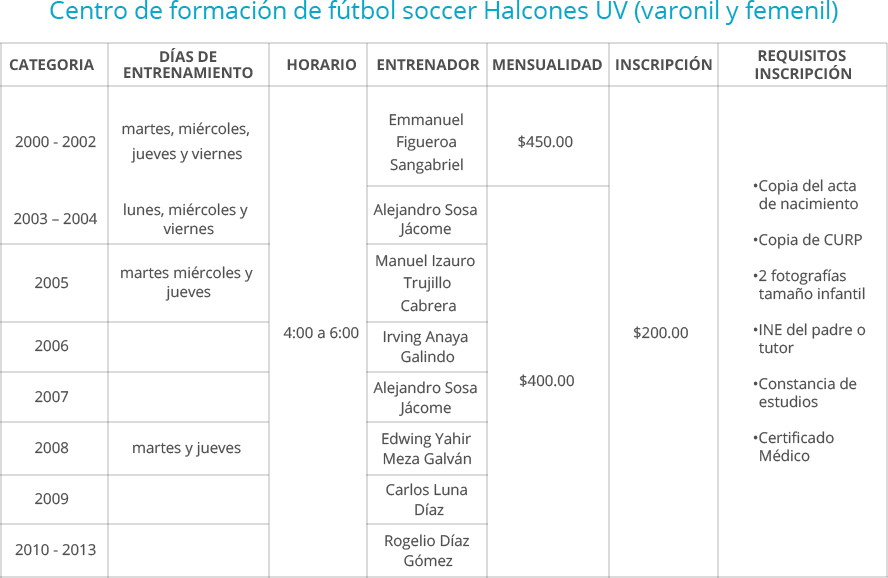 Centro de formación de fútbol soccer Halcones UV (varonil y femenil)
CATEGORIA
DÍAS DE
ENTRENAMIENTO
HORARIO
ENTRENADOR
MENSUALIDAD
INSCRIPCIÓN
REQUISITOS
INSCRIPCIÓN
2000 - 2002
martes, miércoles,
jueves y viernes
Emmanuel
Figueroa
Sangabriel
$450.00
2003 – 2004
lunes, miércoles y
viernes
Alejandro Sosa
Jácome
2005
martes miércoles y
jueves
Manuel Izauro
Trujillo
Cabrera
2006
4:00 a 6:00
Irving Anaya
Galindo
$400.00
$200.00
2007
Alejandro Sosa
Jácome
2008
martes y jueves
Edwing Yahir
Meza Galván
2009
Carlos Luna
Díaz
2010 - 2013
Rogelio Díaz
Gómez
•Copia del acta
de nacimiento
•Copia de CURP
•2 fotografías
tamaño infantil
•INE del padre o
tutor
•Constancia de
estudios
•Certificado
Médico